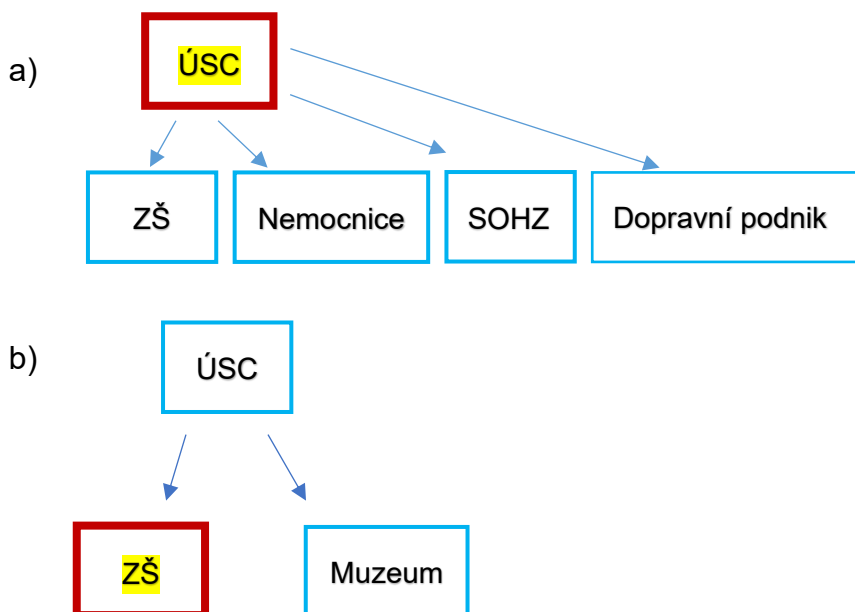 a)
ÚSC
ZŠ
Nemocnice
SOHZ
Dopravní podnik
b)
ÚSC
ZŠ
Muzeum